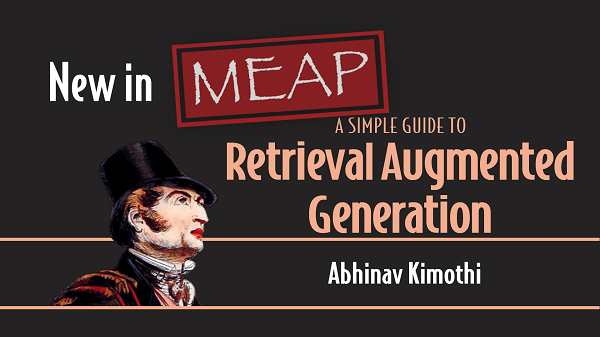 New in MEAP
A SIMPLE GUIDE TO
Retrieval Augmented
Generation
Abhinav Kimothi